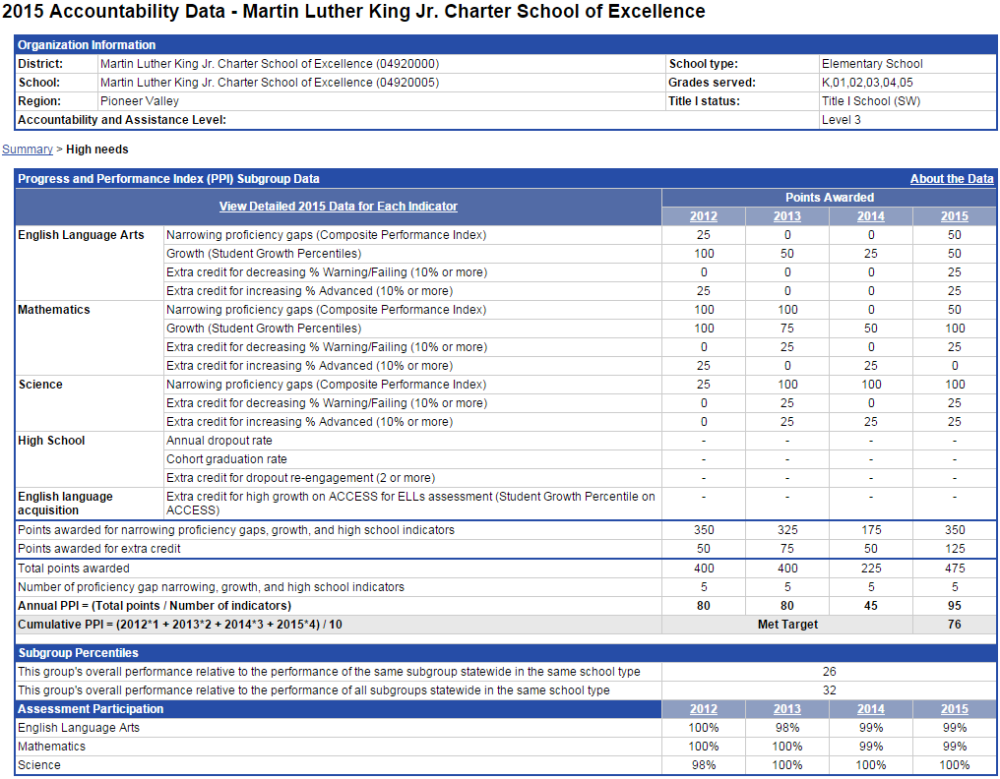 2015 Accountability Data - Martin Luther King Jr. Charter School of Excellence
Organization Information
District: Martin Luther King Jr. Charter School of Excellence (04920000) School type: Elementary School
School: Martin Luther King Jr. Charter School of Excellence (04920005) Grades served: K,01,02,03,04,05
Region: Pioneer Valley Title I status: Title I School (SW)
Accountability and Assistance Level: Level 3
Summary > High needs
Progress and Performance Index (PPI) Subgroup Data About the Data
View Detailed 2015 Data for Each Indicator Points Awarded
2012 2013 2014 2015
English Language Arts Narrowing proficiency gaps (Composite Performance Index) 25 0 0 50
Growth (Student Growth Percentiles) 100 50 25 50
Extra credit for decreasing % Warning/Failing (10% or more) 0 0 0 25
Extra credit for increasing % Advanced (10% or more) 25 0 0 25
Mathematics Narrowing proficiency gaps (Composite Performance Index) 100 100 0 50
Growth (Student Growth Percentiles) 100 75 50 100
Extra credit for decreasing % Warning/Failing (10% or more) 0 25 0 25
Extra credit for increasing % Advanced (10% or more) 25 0 25 0
Science Narrowing proficiency gaps (Composite Performance Index) 25 100 100 100
Extra credit for decreasing % Warning/Failing (10% or more) 0 25 0 25
Extra credit for increasing % Advanced (10% or more) 0 25 25 25
High School Annual dropout rate - - - -
Cohort graduation rate - - - -
Extra credit for dropout re-engagement (2 or more) - - - -
English language acquisition Extra credit for high growth on ACCESS for ELLs assessment (Student Growth Percentile on ACCESS) - - - -
Points awarded for narrowing proficiency gaps, growth, and high school indicators 350 325 175 350
Points awarded for extra credit 50 75 50 125
Total points awarded 400 400 225 475
Number of proficiency gap narrowing, growth, and high school indicators 5 5 5 5
Annual PPI = (Total points / Number of indicators) 80 80 45 95
Cumulative PPI = (2012*1 + 2013*2 + 2014*3 + 2015*4) / 10 Met Target 76
Subgroup Percentiles
This group's overall performance relative to the performance of the same subgroup statewide in the same school type 26
This group's overall performance relative to the performance of all subgroups statewide in the same school type 32
Assessment Participation 2012 2013 2014 2015
English Language Arts 100% 98% 99% 99%
Mathematics 100% 100% 99% 99%
Science 98% 100% 100% 100%